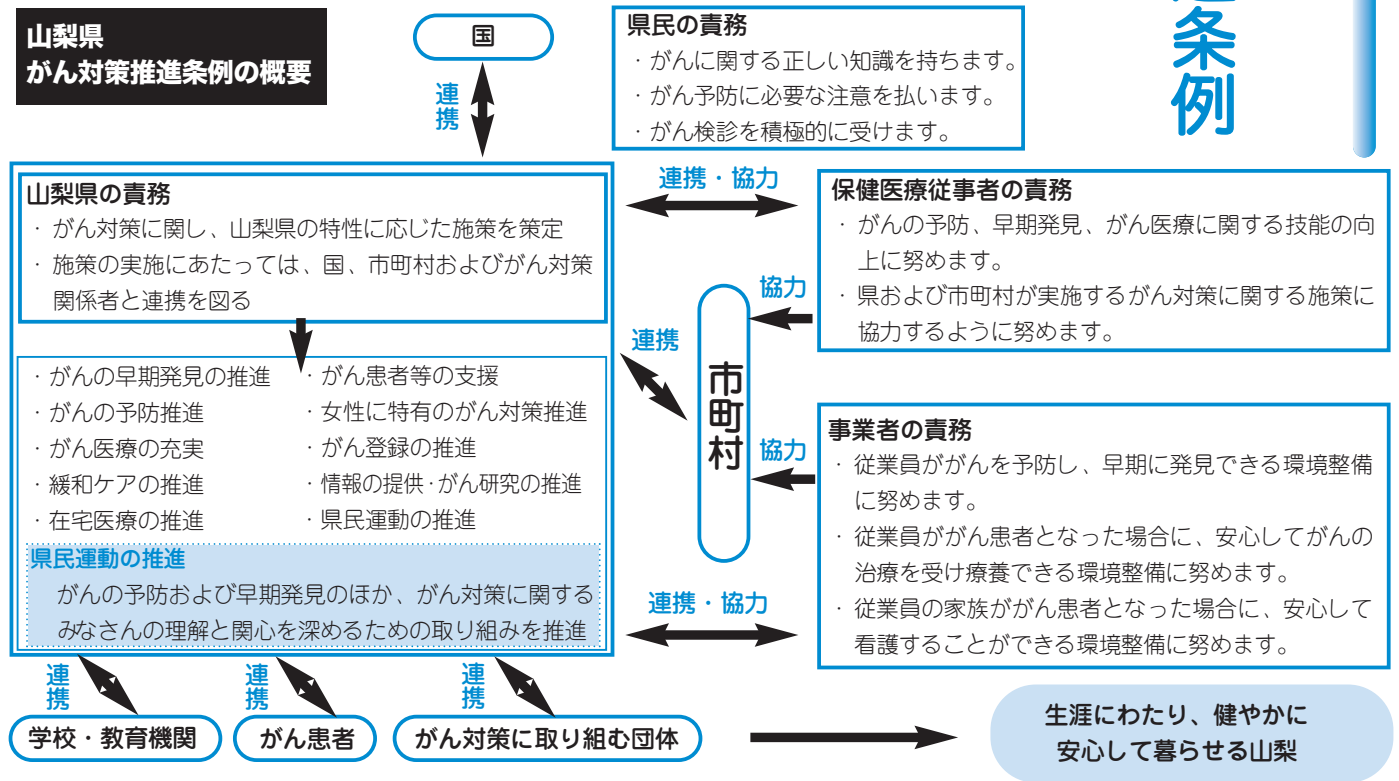 山梨県
がん対策推進条例の概要
国
連携
県民の責務
・がんに関する正しい知識を持ちます。
・がん予防に必要な注意を払います。
・がん検診を積極的に受けます。
条例
山梨県の責務
・がん対策に関し、山梨県の特性に応じた施策を策定
・施策の実施にあたっては、国、市町村およびがん対策
関係者と連携を図る
連携・協力
保健医療従事者の責務
・がんの予防、早期発見、がん医療に関する技能の向
上に努めます。
・県および市町村が実施するがん対策に関する施策に
協力するように努めます。
協力
連携
市町村
・がんの早期発見の推進
・がんの予防推進
・がん医療の充実
・緩和ケアの推進
・在宅医療の推進
・がん患者等の支援
・女性に特有のがん対策推進
・がん登録の推進
・情報の提供・がん研究の推進
・県民運動の推進
県民運動の推進
がんの予防および早期発見のほか、がん対策に関する
みなさんの理解と関心を深めるための取り組みを推進
協力
事業者の責務
・従業員ががんを予防し、早期に発見できる環境整備
に努めます。
・従業員ががん患者となった場合に、安心してがんの
治療を受け療養できる環境整備に努めます。
・従業員の家族ががん患者となった場合に、安心して
看護することができる環境整備に努めます。
連携・協力
連携
学校・教育機関
連携
がん患者
連携
がん対策に取り組む団体
生涯にわたり、健やかに
安心して暮らせる山梨